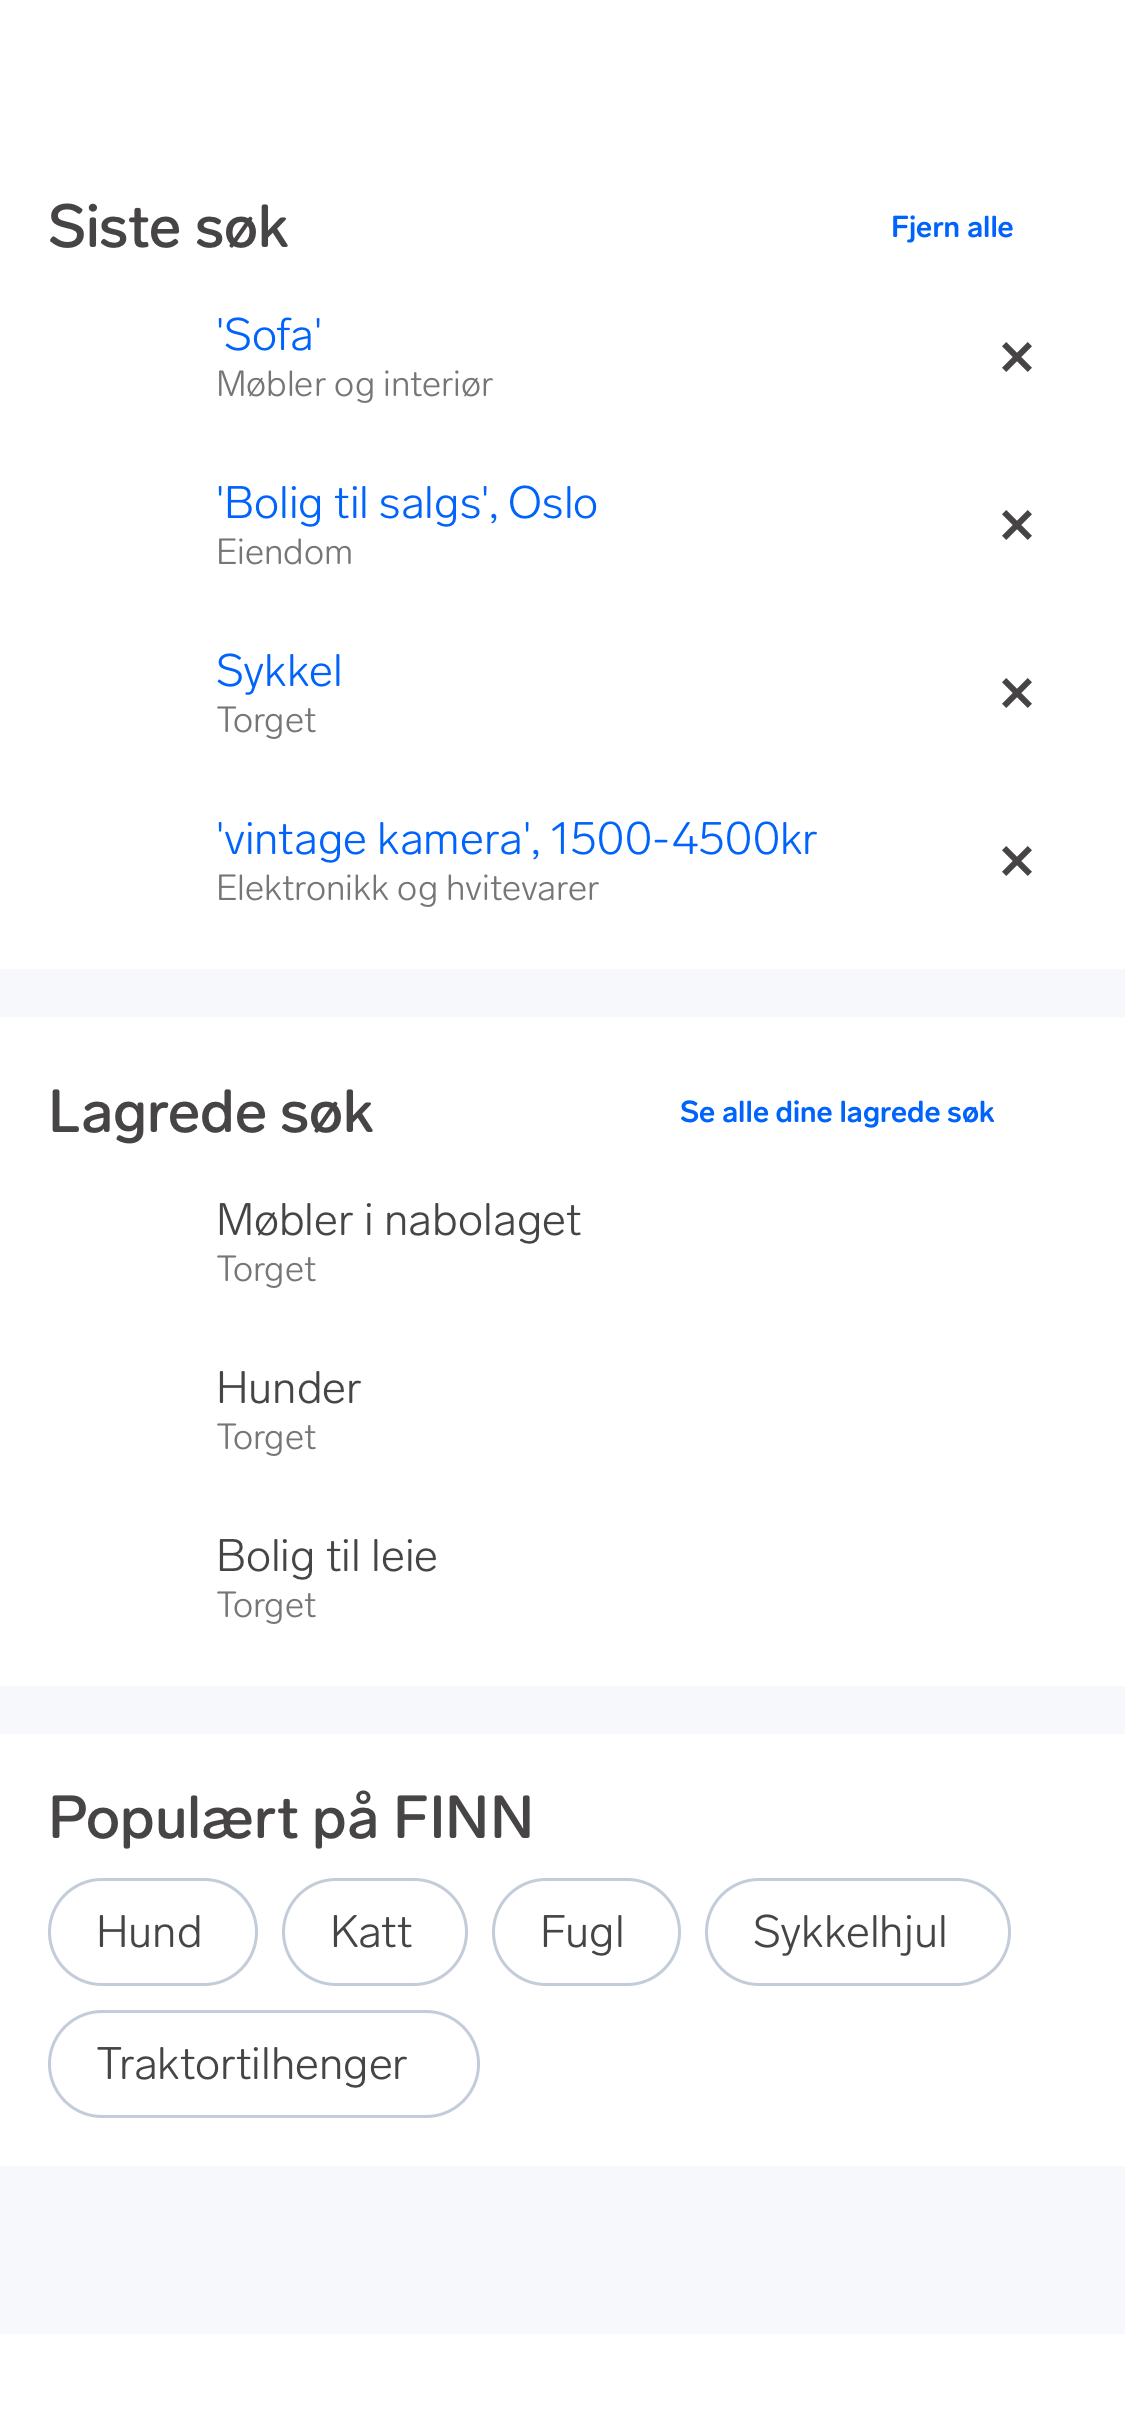 Siste søk
Fjern alle
'Sofa'
Møbler og interiør
'Bolig til salgs', Oslo
Eiendom
Sykkel
Torget
'vintage kamera', 1500-4500kr
Elektronikk og hvitevarer
Lagrede søk
Se alle dine lagrede søk
Møbler i nabolaget
Torget
Hunder
Torget
Bolig til leie
Torget
Populært på FINN
Hund
Katt
Fugl
Sykkelhjul
Traktortilhenger